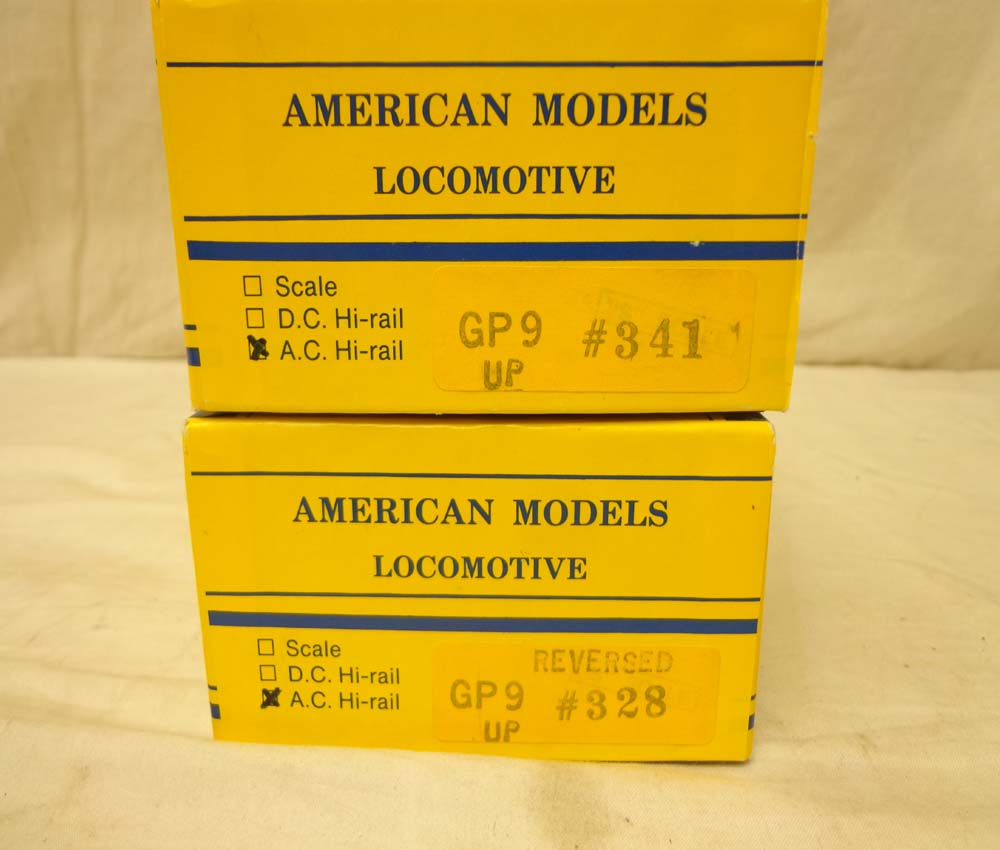 AMERICAN MODELS
LOCOMOTIVE
Scale
D.C. Hi-rail
A.C. Hi-rail
GP9 #341
UP
AMERICAN MODELS
LOCOMOTIVE
Scale
D.C. Hi-rail
A.C. Hi-rail
REVERSED
GP9 #328
UP